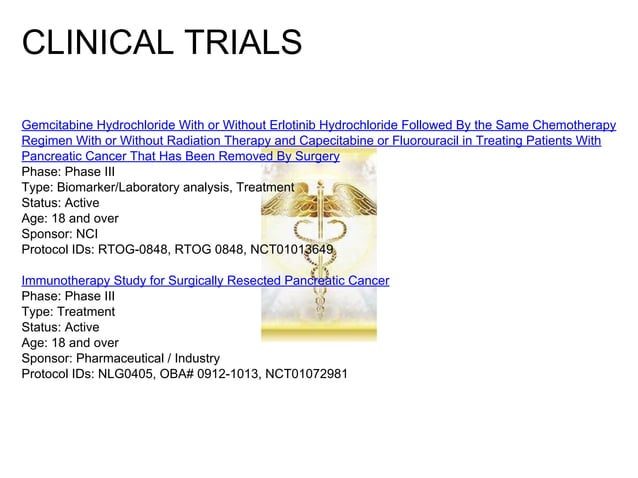 CLINICAL TRIALS
Gemcitabine Hydrochloride With or Without Erlotinib Hydrochloride Followed By the Same Chemotherapy
Regimen With or Without Radiation Therapy and Capecitabine or Fluorouracil in Treating Patients With
Pancreatic Cancer That Has Been Removed By Surgery
Phase: Phase III
Type: Biomarker/Laboratory analysis, Treatment
Status: Active
Age: 18 and over
Sponsor: NCI
Protocol IDs: RTOG-0848, RTOG 0848, NCT01013649
Immunotherapy Study for Surgically Resected Pancreatic Cancer
Phase: Phase III
Type: Treatment
Status: Active
Age: 18 and over
Sponsor: Pharmaceutical / Industry
Protocol IDs: NLG0405, OBA# 0912-1013, NCT01072981